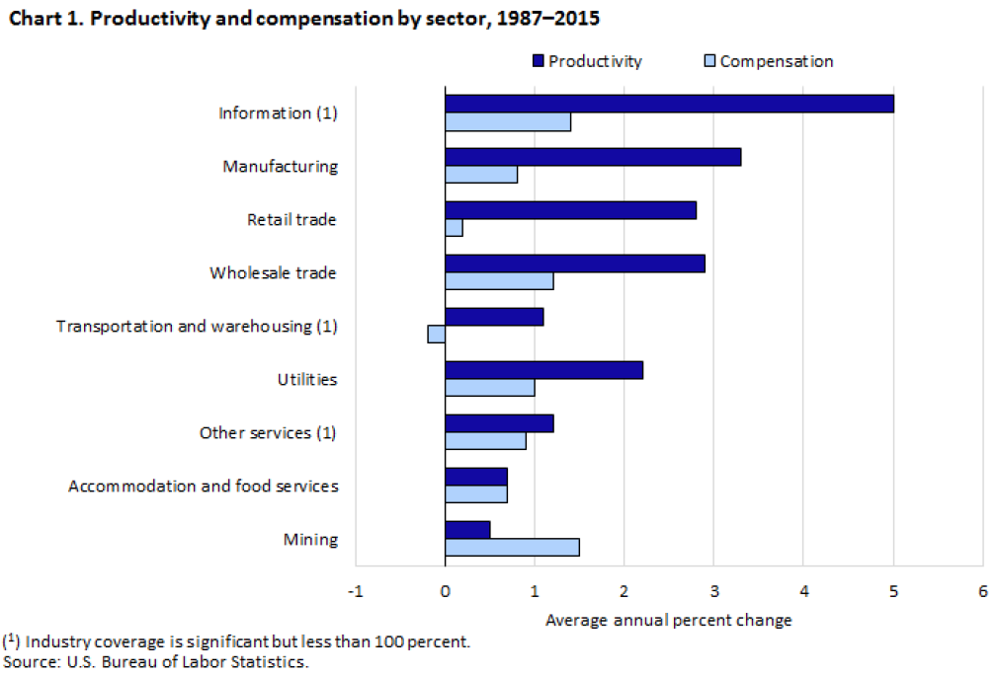 Chart 1. Productivity and compensation by sector, 1987–2015
Productivity Compensation
Information (1)
Manufacturing
Retail trade
Wholesale trade
Transportation and warehousing (1)
Utilities
Other services (1)
Accommodation and food services
Mining
-1 0 1 2 3 4 5 6
Average annual percent change
(¹) Industry coverage is significant but less than 100 percent.
Source: U.S. Bureau of Labor Statistics.